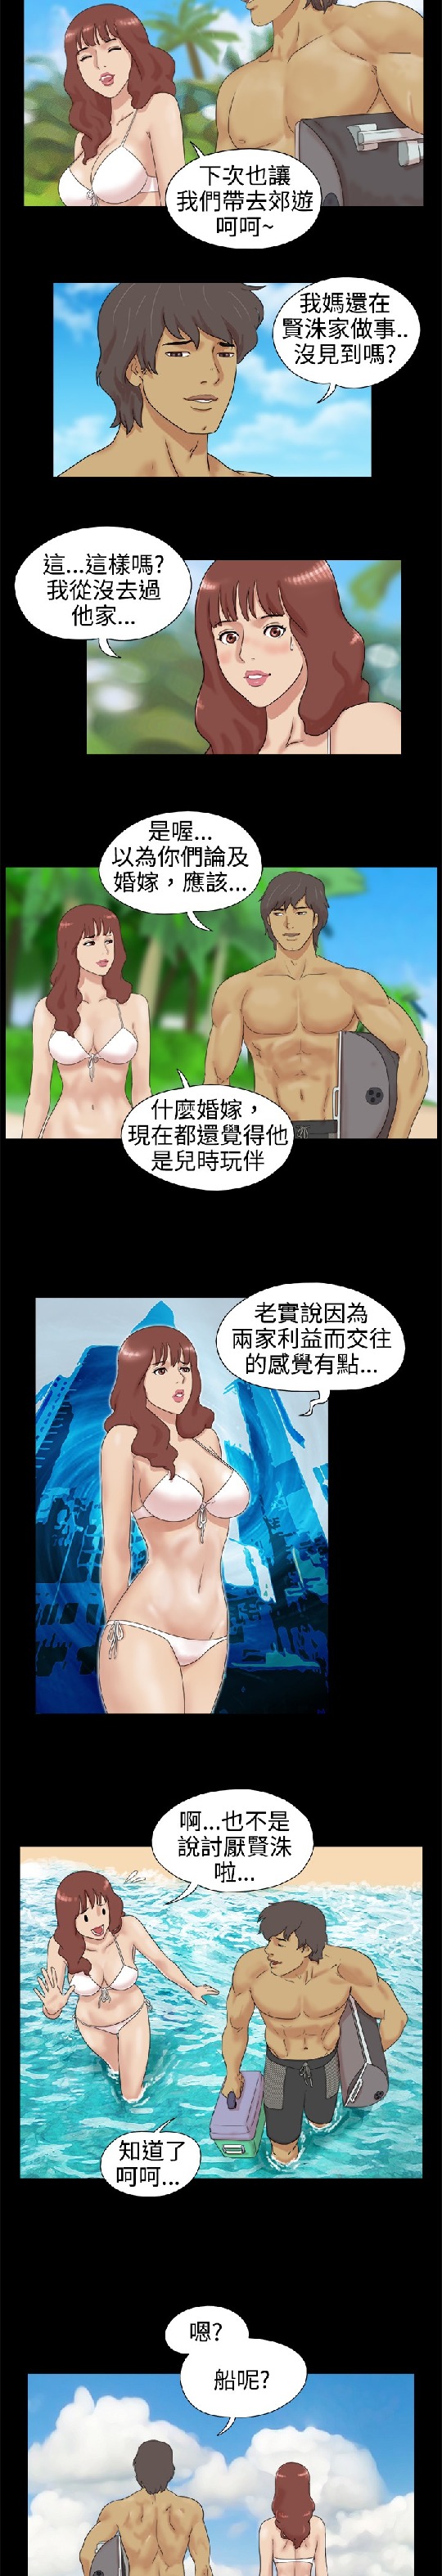 下次也讓
我們帶去郊遊
呵呵~
我媽還在
賢洙家做事..
沒見到嗎?
這...這樣嗎?
我從沒去過
他家...
是喔...
以為你們論及
婚嫁，應該...
什麼婚嫁，
現在都還覺得他
是兒時玩伴
老實說因為
兩家利益而交往
的感覺有點...
啊...也不是
說討厭賢洙
啦...
知道了
呵呵...
嗯?
船呢?